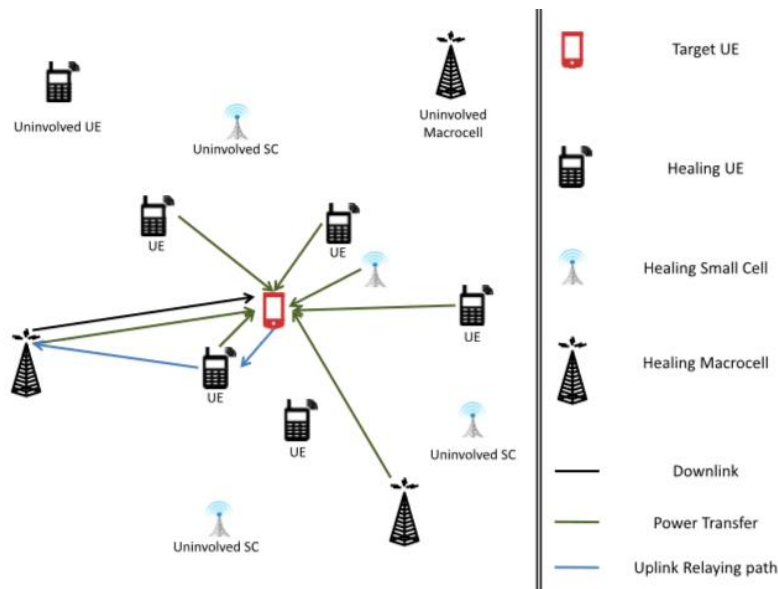 Uninvolved UE
Uninvolved SC
Uninvolved
Macrocell
UE
UE
UE
UE
UE
Uninvolved SC
Uninvolved SC
Target UE
Healing UE
Healing Small Cell
Healing Macrocell
Downlink
Power Transfer
Uplink Relaying path